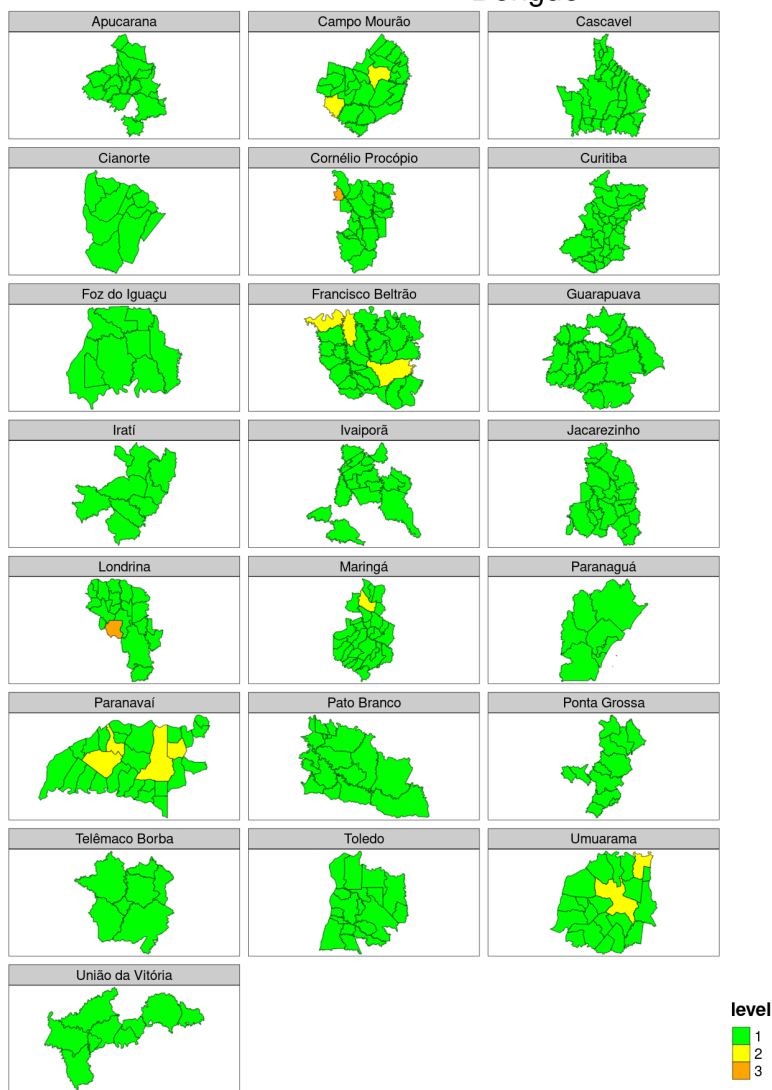 Apucarana
Campo Mourão
Cascavel
Cianorte
Cornélio Procópio
Curitiba
Foz do Iguaçu
Francisco Beltrão
Guarapuava
Iratí
Ivaiporã
Jacarezinho
Londrina
Maringá
Paranaguá
Paranavaí
Pato Branco
Ponta Grossa
Telêmaco Borba
Toledo
Umuarama
União da Vitória
level
1
2
3